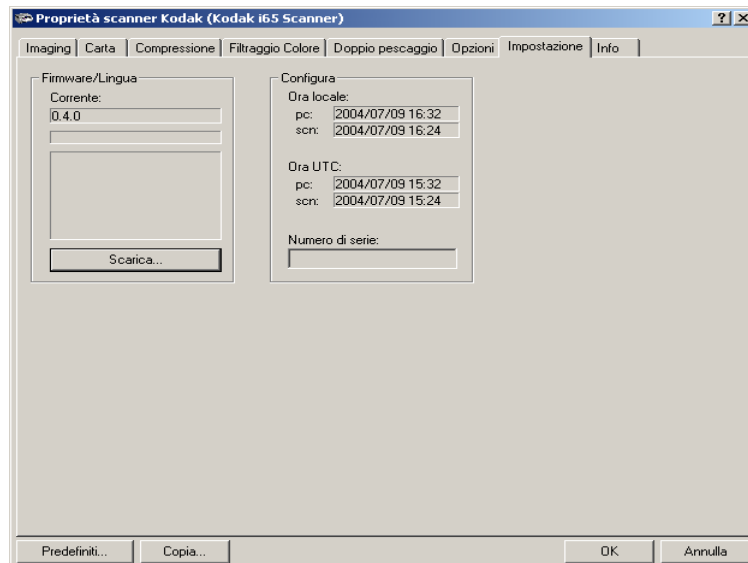 Proprietà scanner Kodak (Kodak i65 Scanner)
Imaging Carta Compressione Filtraggio Colore Doppio pescaggio Opzioni Impostazione Info
Firmware/Lingua
Corrente:
0.4.0
Scarica...
Configura
Ora locale:
pc: 2004/07/09 16:32
scn: 2004/07/09 16:24
Ora UTC:
pc: 2004/07/09 15:32
scn: 2004/07/09 15:24
Numero di serie:
Predefiniti... Copia... OK Annulla